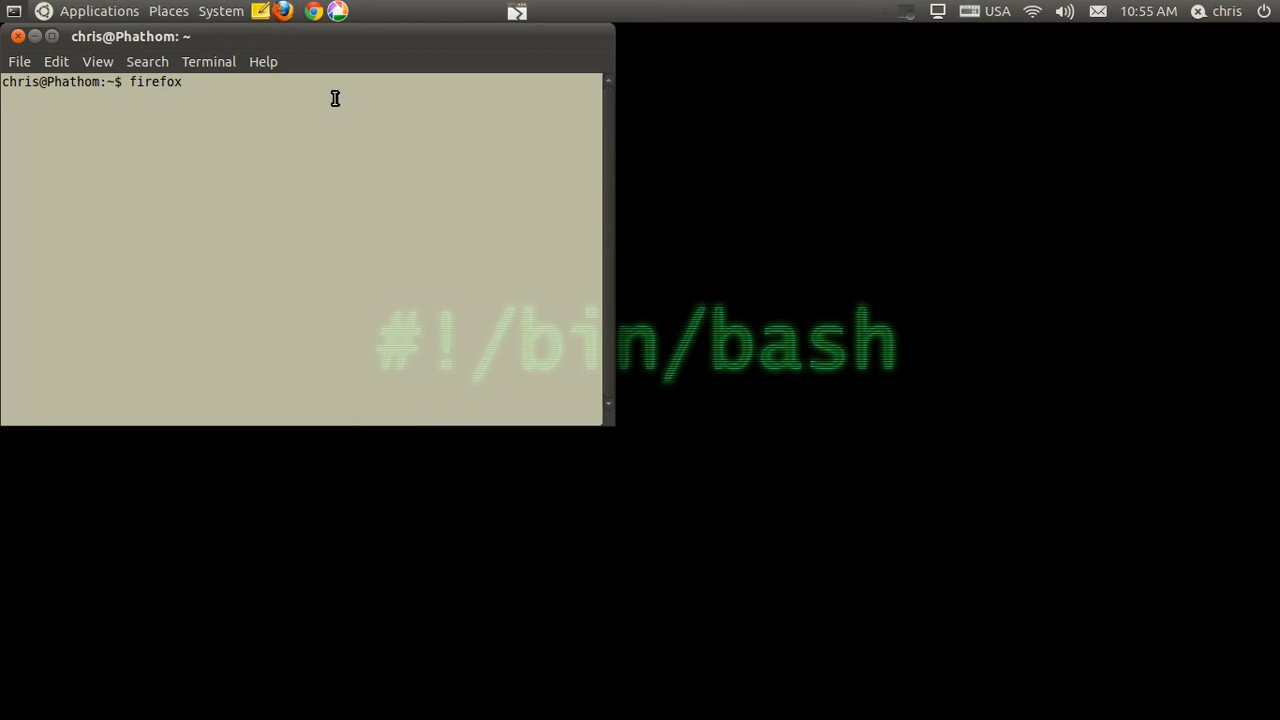 Applications Places System USA 10:55 AM chris
chris@Phathom: ~
File Edit View Search Terminal Help
chris@Phathom:~$ firefox
#!/bin/bash